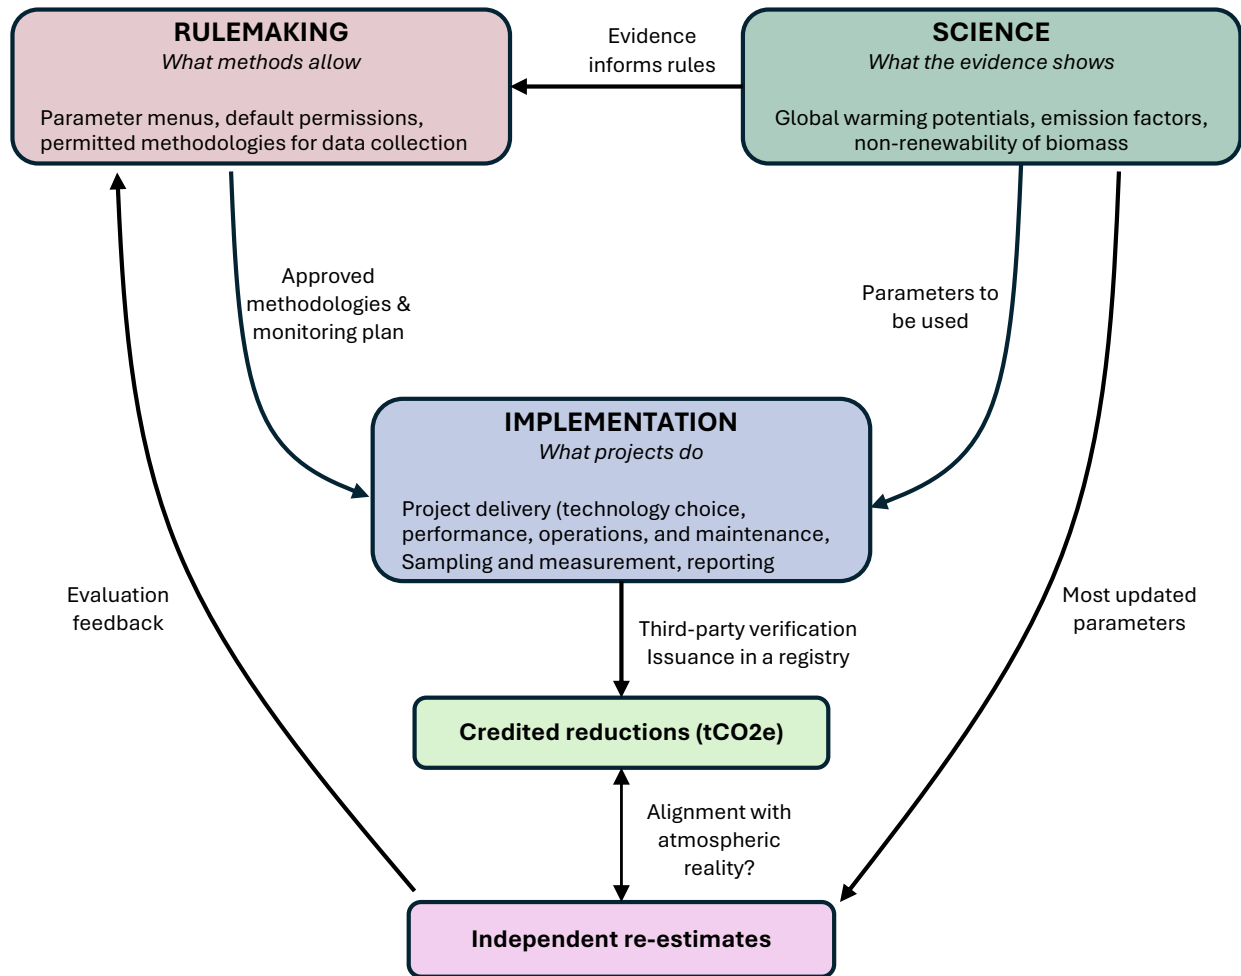 RULEMAKING
What methods allow
Parameter menus, default permissions,
permitted methodologies for data collection
Evidence
informs rules
SCIENCE
What the evidence shows
Global warming potentials, emission factors,
non-renewability of biomass
Approved
methodologies &
monitoring plan
Parameters to
be used
IMPLEMENTATION
What projects do
Project delivery (technology choice,
performance, operations, and maintenance,
Sampling and measurement, reporting
Evaluation
feedback
Most updated
parameters
Third-party verification
Issuance in a registry
Credited reductions (tCO2e)
Alignment with
atmospheric
reality?
Independent re-estimates